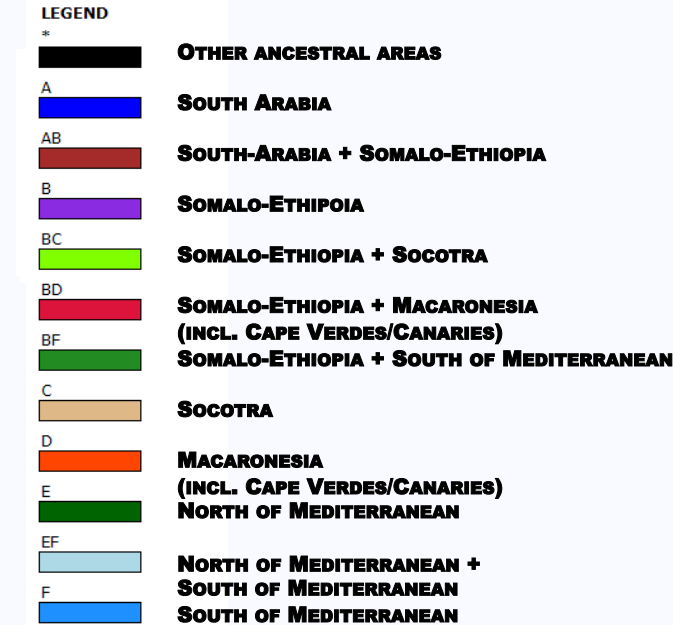 LEGEND
*
OTHER ANCESTRAL AREAS
A
SOUTH ARABIA
AB
SOUTH-ARABIA + SOMALO-ETHIOPIA
B
SOMALO-ETHIPOIA
BC
SOMALO-ETHIOPIA + SOCOTRA
BD
SOMALO-ETHIOPIA + MACARONESIA
(INCL. CAPE VERDES/CANARIES)
BF
SOMALO-ETHIOPIA + SOUTH OF MEDITERRANEAN
C
SOCOTRA
D
MACARONESIA
(INCL. CAPE VERDES/CANARIES)
E
NORTH OF MEDITERRANEAN
EF
NORTH OF MEDITERRANEAN +
SOUTH OF MEDITERRANEAN
F
SOUTH OF MEDITERRANEAN